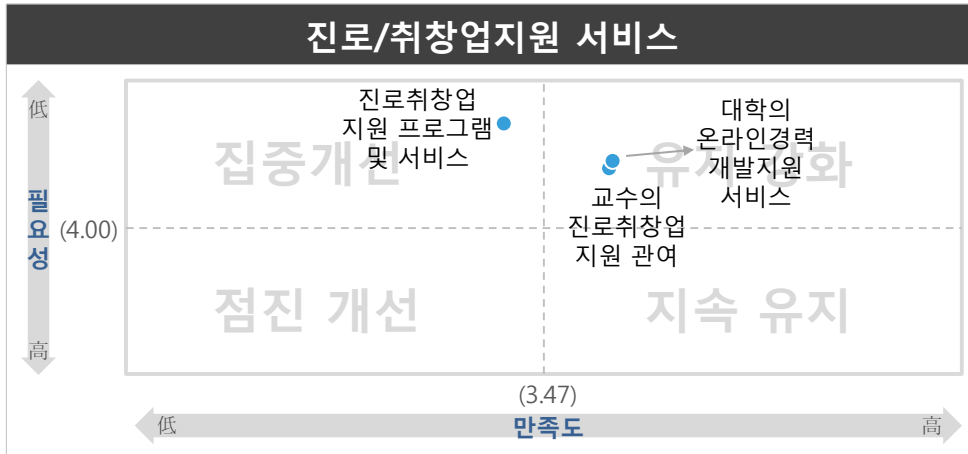 진로/취창업지원 서비스
低
필
요
성
高
(4.00)
진로취창업
지원 프로그램
및 서비스
집중개선
대학의
온라인경력
개발지원
서비스
유지 강화
교수의
진로취창업
지원 관여
점진 개선
지속 유지
(3.47)
低
만족도
高